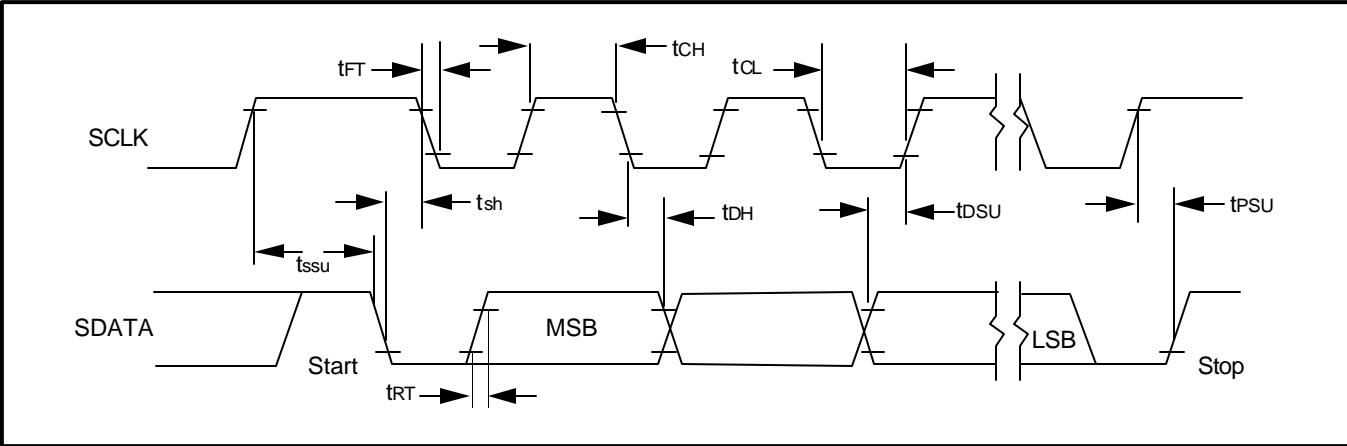 tCH
tFT
tCL
SCLK
tsh
tDH
tDSU
tPSU
tssu
SDATA
MSB
LSB
Start
Stop
tRT